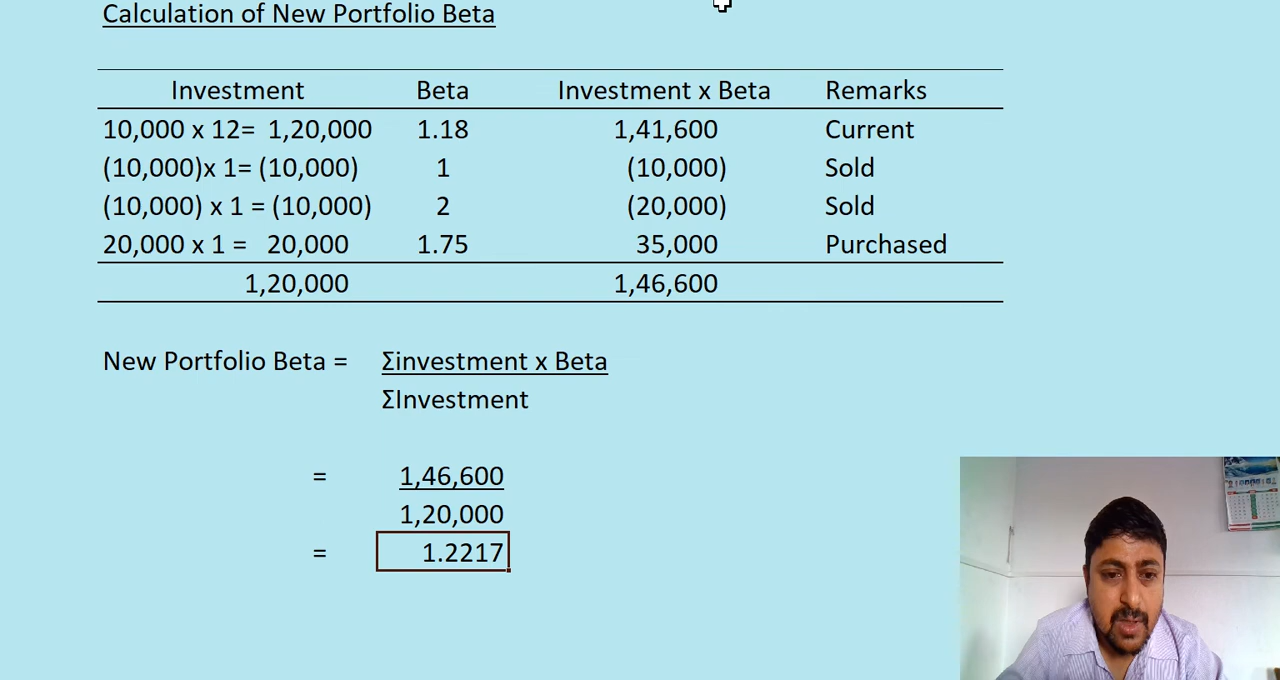 Calculation of New Portfolio Beta
Investment Beta Investment x Beta Remarks
10,000 x 12= 1,20,000 1.18 1,41,600 Current
(10,000)x 1= (10,000) 1 (10,000) Sold
(10,000) x 1 = (10,000) 2 (20,000) Sold
20,000 x 1 = 20,000 1.75 35,000 Purchased
1,20,000 1,46,600
New Portfolio Beta = Σinvestment x Beta
ΣInvestment
= 1,46,600
1,20,000
= 1.2217